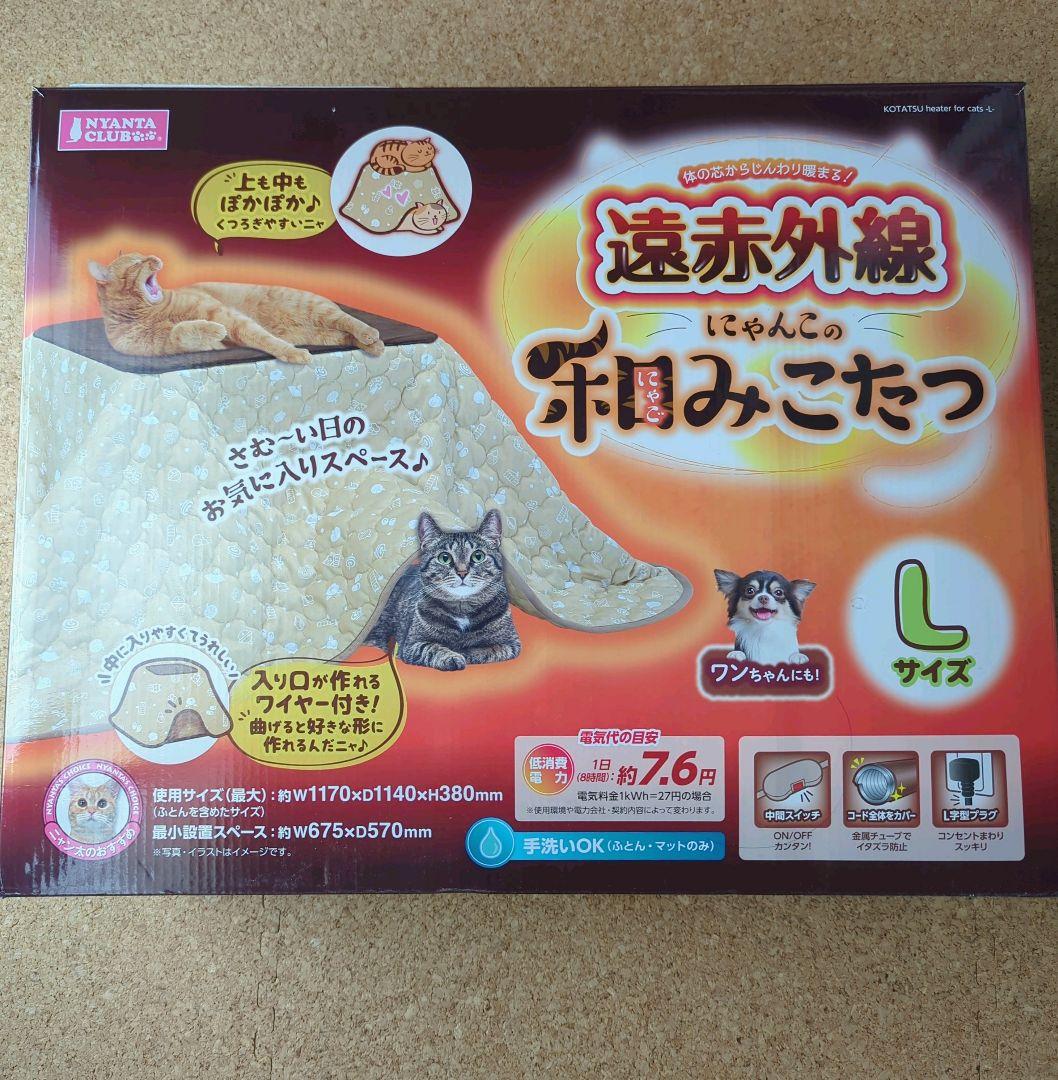 NYANTA
CLUB
KOTATSU heater for cats -L-
上も中も
ぽかぽか♪
くつろぎやすいニャ
体の芯からじんわり暖まる！
遠赤外線
にゃんこの
和みこたつ
にゃご
さむ〜い日の
お気に入りスペース♪
中に入りやすくてうれしい♪
入り口が作れる
ワイヤー付き！
曲げると好きな形に
作れるんだニャ♪
ワンちゃんにも！
L
サイズ
NYANTA'S CHOICE NYANTA'S CHOICE
ニャン太のおすすめ
使用サイズ（最大）：約W1170×D1140×H380mm
（ふとんを含めたサイズ）
最小設置スペース：約W675×D570mm
※写真・イラストはイメージです。
電気代の目安
低消費
電力
1日
（8時間）：約7.6円
電気料金1kWh＝27円の場合
※使用環境や電力会社・契約内容によって変わります。
手洗いOK（ふとん・マットのみ）
中間スイッチ
ON/OFF
カンタン！
コード全体をカバー
金属チューブで
イタズラ防止
L字型プラグ
コンセントまわり
スッキリ